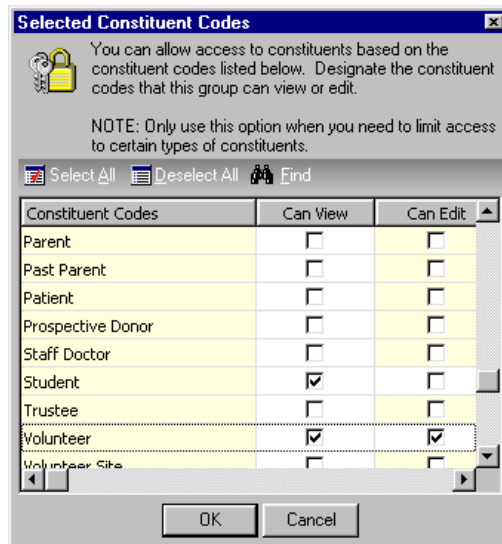 Selected Constituent Codes
You can allow access to constituents based on the
constituent codes listed below. Designate the constituent
codes that this group can view or edit.
NOTE: Only use this option when you need to limit access
to certain types of constituents.
Select All Deselect All Find
Constituent Codes Can View Can Edit
Parent
Past Parent
Patient
Prospective Donor
Staff Doctor
Student
Trustee
Volunteer
Volunteer Site
OK Cancel